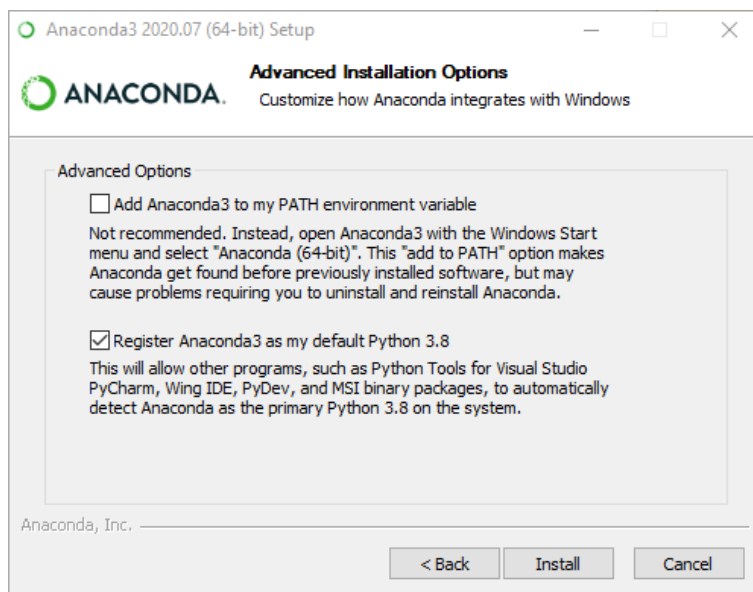 Anaconda3 2020.07 (64-bit) Setup
ANACONDA.
Advanced Installation Options
Customize how Anaconda integrates with Windows
Advanced Options
Add Anaconda3 to my PATH environment variable
Not recommended. Instead, open Anaconda3 with the Windows Start
menu and select "Anaconda (64-bit)". This "add to PATH" option makes
Anaconda get found before previously installed software, but may
cause problems requiring you to uninstall and reinstall Anaconda.
Register Anaconda3 as my default Python 3.8
This will allow other programs, such as Python Tools for Visual Studio
PyCharm, Wing IDE, PyDev, and MSI binary packages, to automatically
detect Anaconda as the primary Python 3.8 on the system.
Anaconda, Inc.
< Back
Install
Cancel